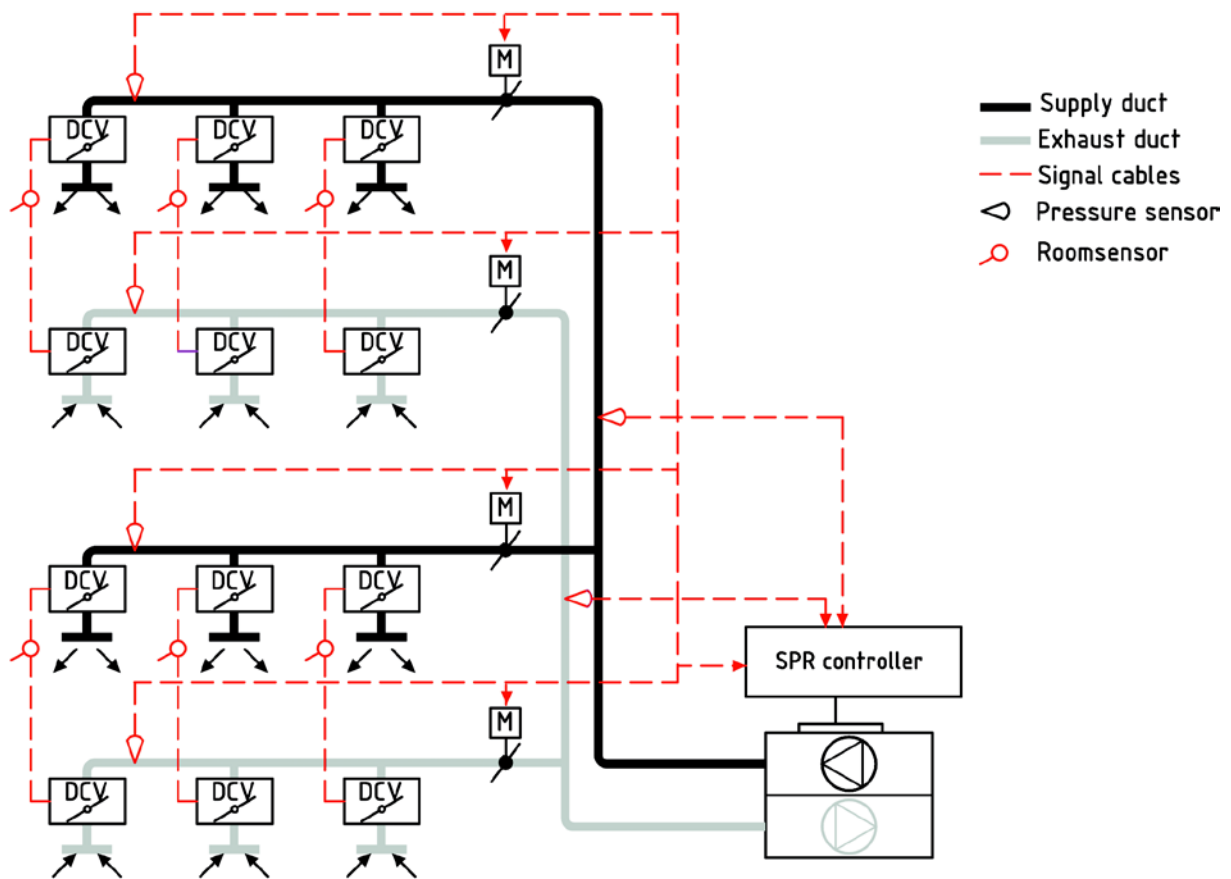 M
DCV DCV DCV
Supply duct
Exhaust duct
Signal cables
Pressure sensor
Roomsensor
M
DCV DCV DCV
M
DCV DCV DCV
SPR controller
M
DCV DCV DCV